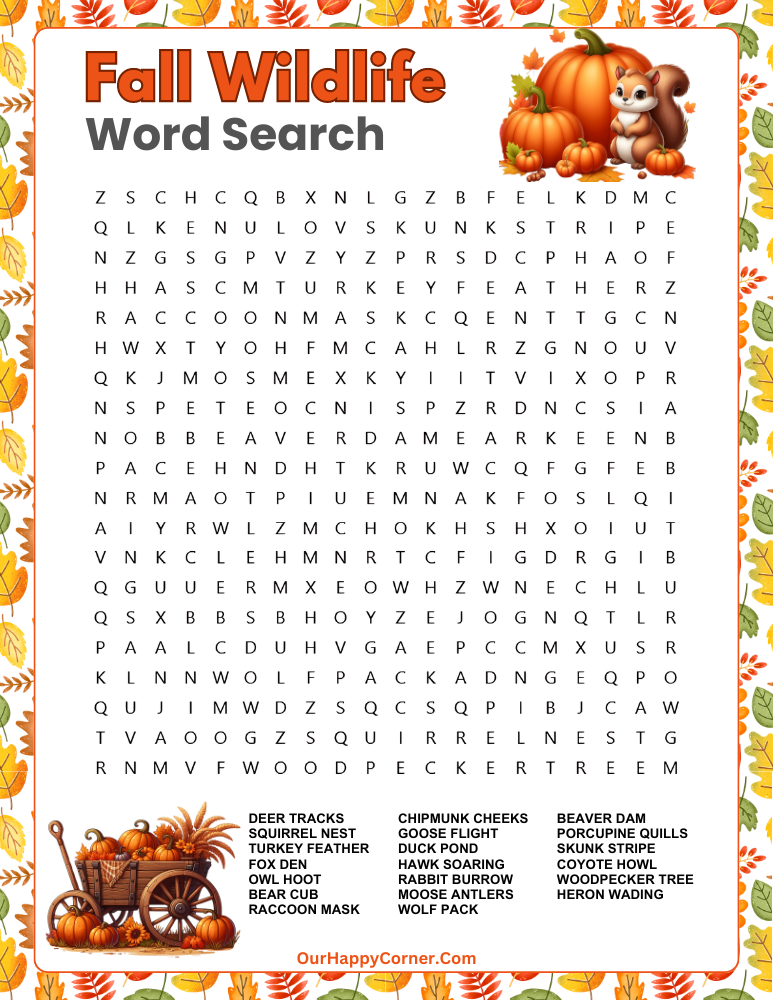 Fall Wildlife
Word Search
Z S C H C Q B X N L G Z B F E L K D M C
Q L K E N U L O V S K U N K S T R I P E
N Z G S G P V Z Y Z P R S D C P H A O F
H H A S C M T U R K E Y F E A T H E R Z
R A C C O O N M A S K C Q E N T T G C N
H W X T Y O H F M C A H L R Z G N O U V
Q K J M O S M E X K Y I I T V I X O P R
N S P E T E O C N I S P Z R D N C S I A
N O B B E A V E R D A M E A R K E E N B
P A C E H N D H T K R U W C Q F G F E B
N R M A O T P I U E M N A K F O S L Q I
A I Y R W L Z M C H O K H S H X O I U T
V N K C L E H M N R T C F I G D R G I B
Q G U U E R M X E O W H Z W N E C H L U
Q S X B B S B H O Y Z E J O G N Q T L R
P A A L C D U H V G A E P C C M X U S R
K L N N W O L F P A C K A D N G E Q P O
Q U J I M W D Z S Q C S Q P I B J C A W
T V A O O G Z S Q U I R R E L N E S T G
R N M V F W O O D P E C K E R T R E E M
DEER TRACKS
SQUIRREL NEST
TURKEY FEATHER
FOX DEN
OWL HOOT
BEAR CUB
RACCOON MASK
CHIPMUNK CHEEKS
GOOSE FLIGHT
DUCK POND
HAWK SOARING
RABBIT BURROW
MOOSE ANTLERS
WOLF PACK
BEAVER DAM
PORCUPINE QUILLS
SKUNK STRIPE
COYOTE HOWL
WOODPECKER TREE
HERON WADING
OurHappyCorner.Com